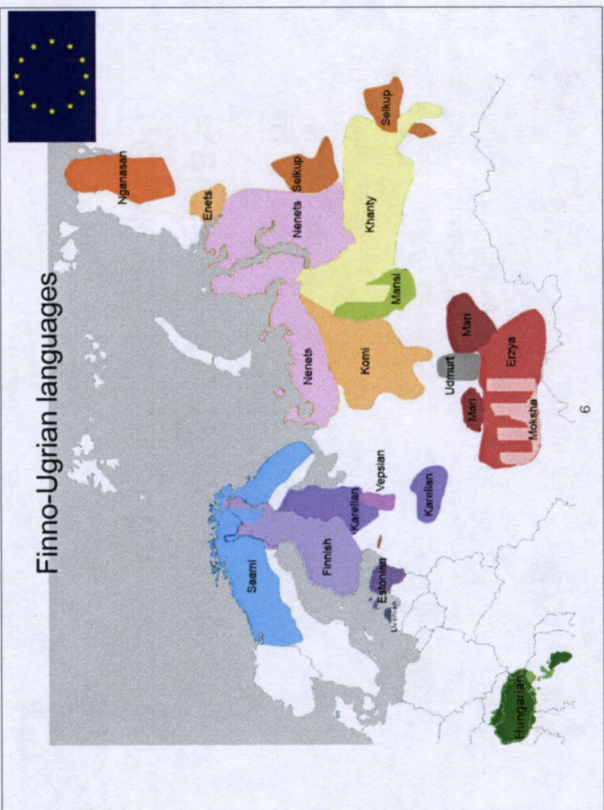 Finno-Ugrian languages
Nganasan
Enets
Selkup
Selkup
Nenets
Nenets
Khanty
Mansi
Komi
Saami
Finnish
Karelian
Vepsian
Karelian
Estonian
Udmurt
Mari
Mari
Erzya
Moksha
Hungarian
6